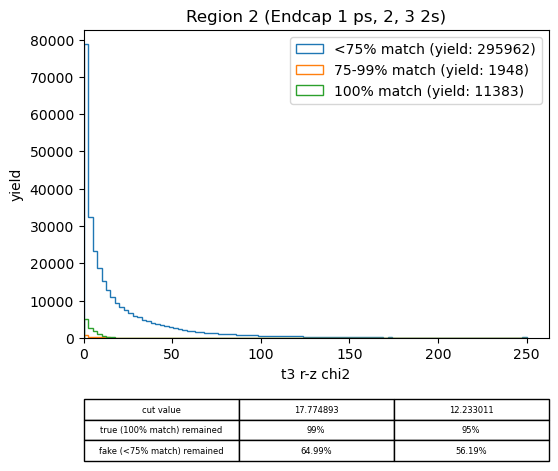 Region 2 (Endcap 1 ps, 2, 3 2s)
80000
70000
60000
50000
40000
30000
20000
10000
0
yield
<75% match (yield: 295962)
75-99% match (yield: 1948)
100% match (yield: 11383)
0 50 100 150 200 250
t3 r-z chi2
cut value 17.774893 12.233011
true (100% match) remained 99% 95%
fake (<75% match) remained 64.99% 56.19%